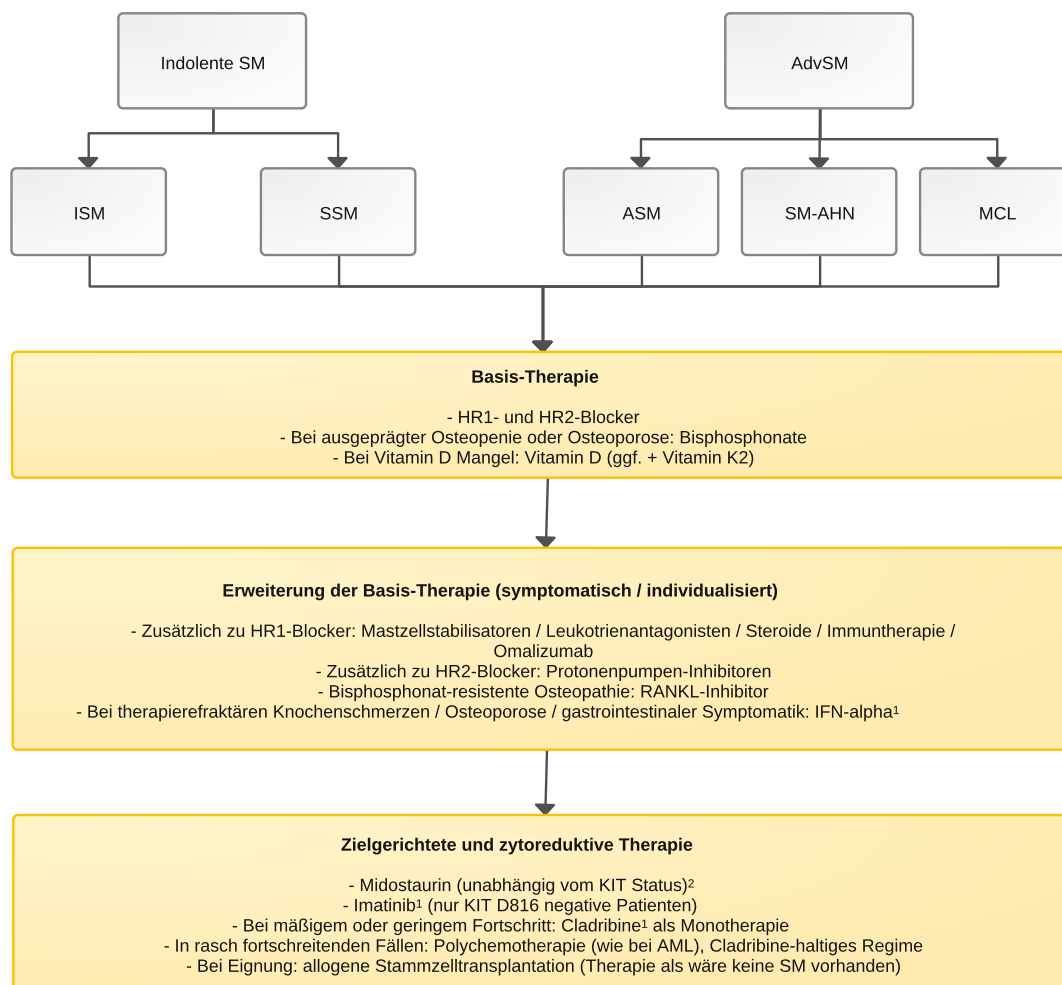 Indolente SM
AdvSM
ISM
SSM
ASM
SM-AHN
MCL
Basis-Therapie
- HR1- und HR2-Blocker
- Bei ausgeprägter Osteopenie oder Osteoporose: Bisphosphonate
- Bei Vitamin D Mangel: Vitamin D (ggf. + Vitamin K2)
Erweiterung der Basis-Therapie (symptomatisch / individualisiert)
- Zusätzlich zu HR1-Blocker: Mastzellstabilisatoren / Leukotrienantagonisten / Steroide / Immuntherapie /
Omalizumab
- Zusätzlich zu HR2-Blocker: Protonenpumpen-Inhibitoren
- Bisphosphonat-resistente Osteopathie: RANKL-Inhibitor
- Bei therapierefraktären Knochenschmerzen / Osteoporose / gastrointestinaler Symptomatik: IFN-alpha¹
Zielgerichtete und zytoreduktive Therapie
- Midostaurin (unabhängig vom KIT Status)²
- Imatinib¹ (nur KIT D816 negative Patienten)
- Bei mäßigem oder geringem Fortschritt: Cladribine¹ als Monotherapie
- In rasch fortschreitenden Fällen: Polychemotherapie (wie bei AML), Cladribine-haltiges Regime
- Bei Eignung: allogene Stammzelltransplantation (Therapie als wäre keine SM vorhanden)